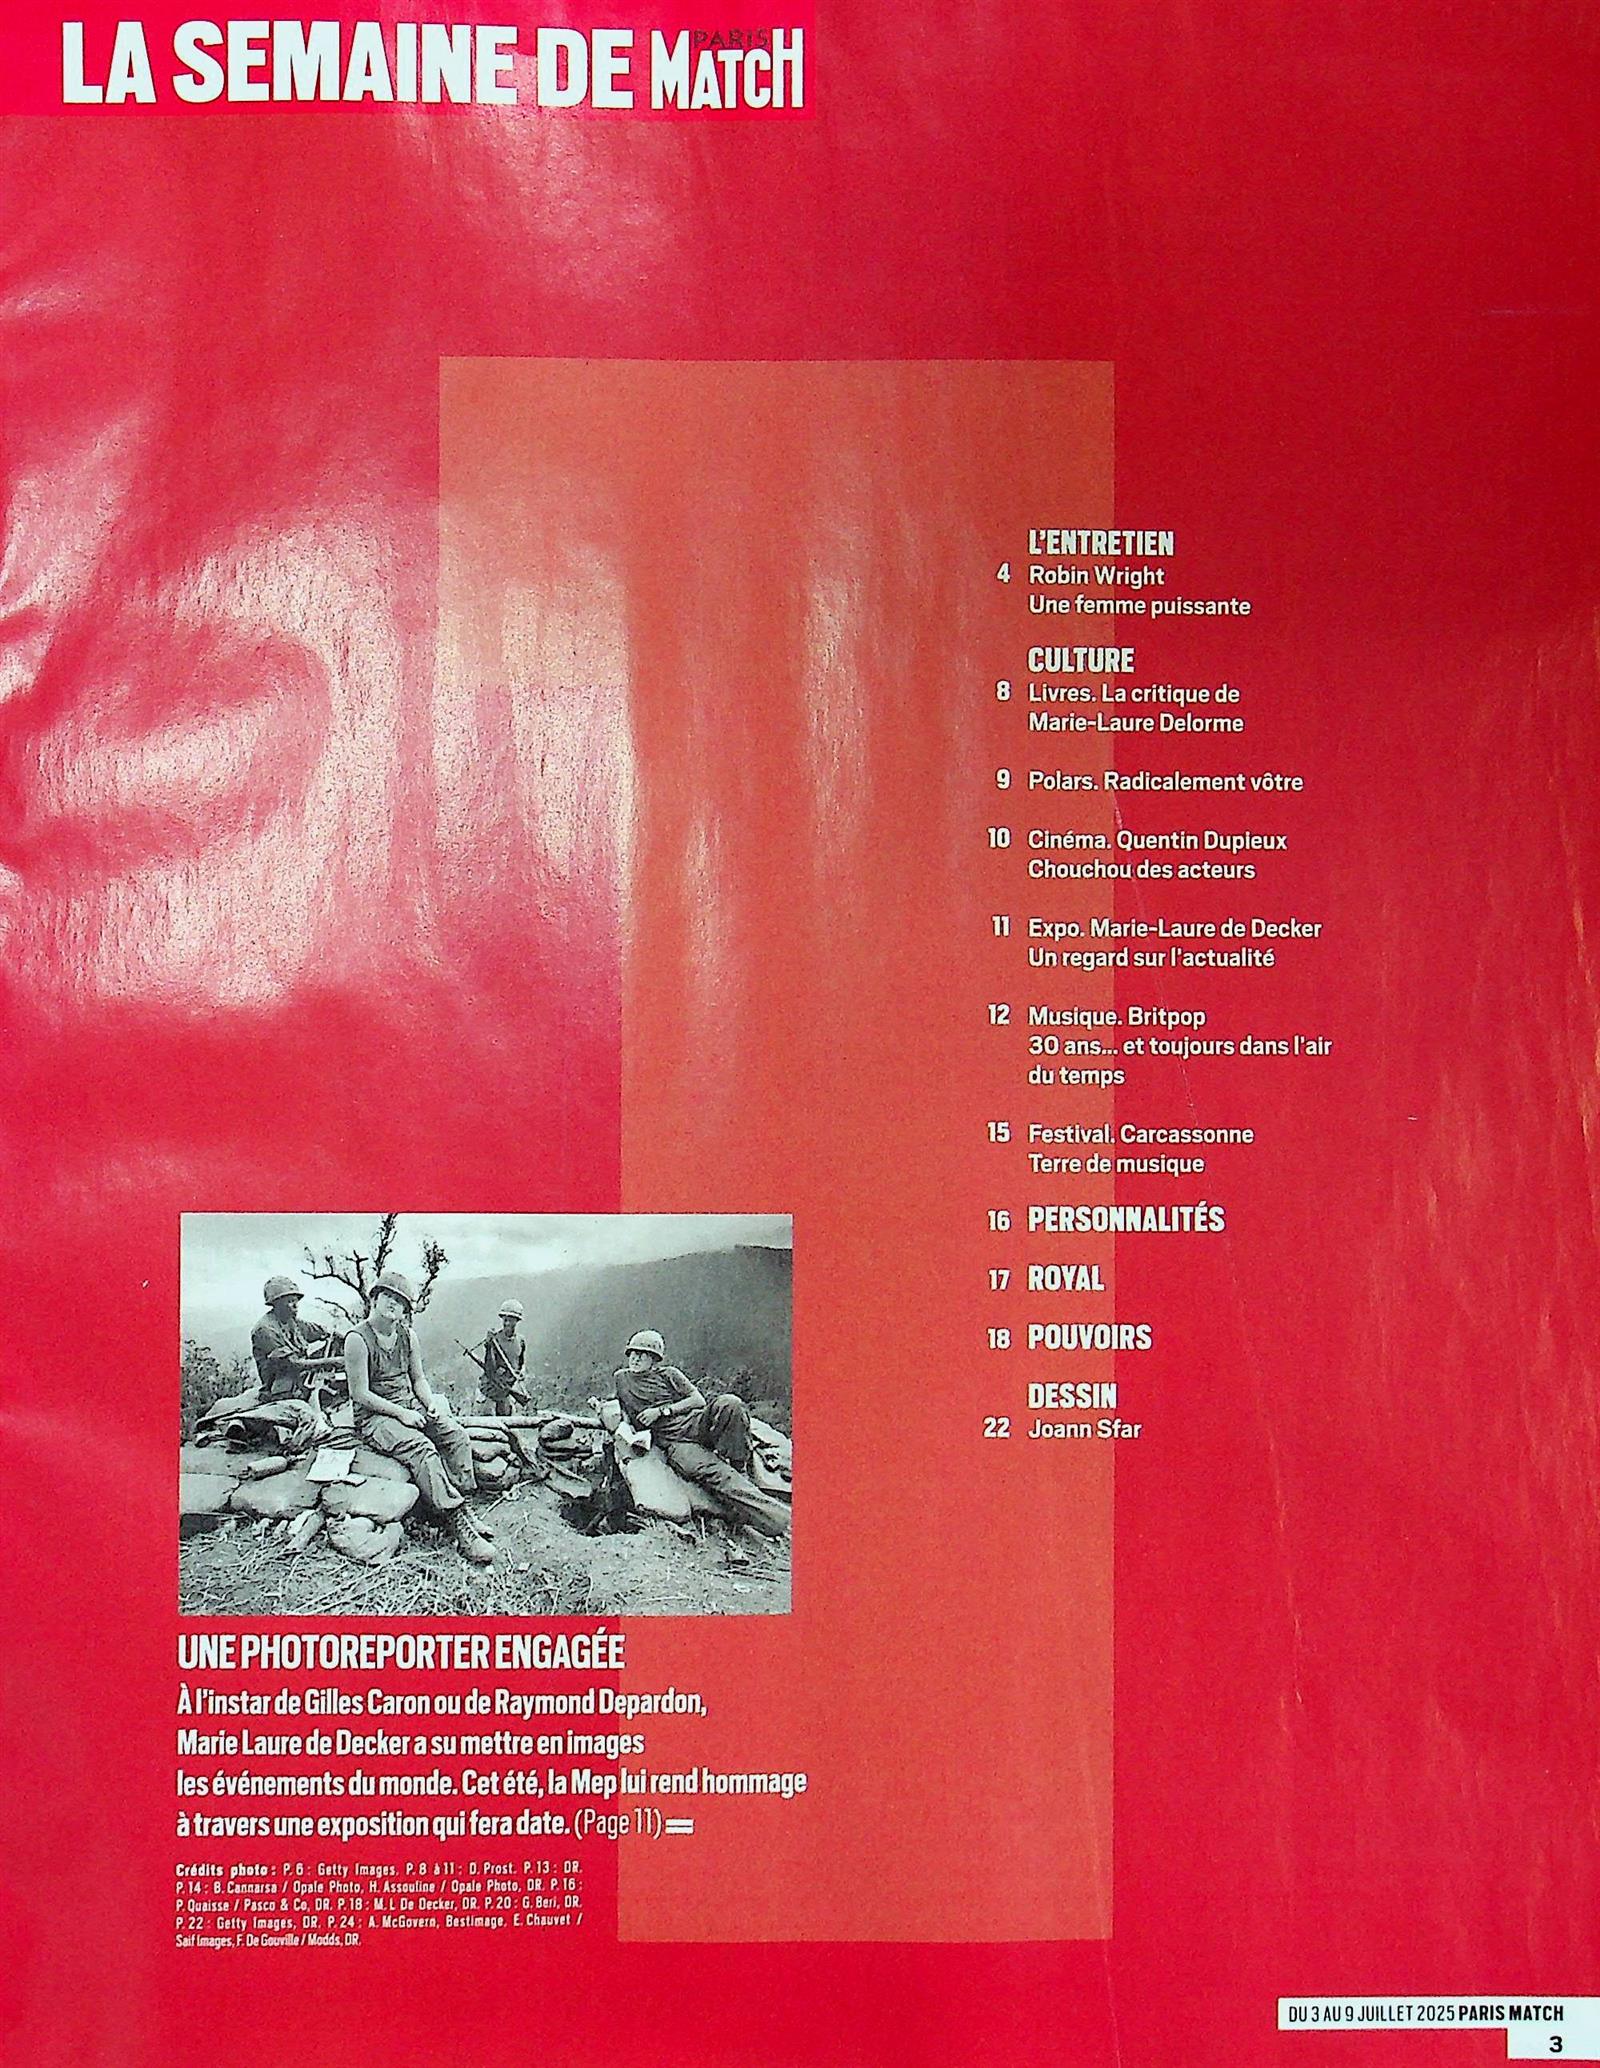 LA SEMAINE DE PARIS MATCH
L'ENTRETIEN
4 Robin Wright
Une femme puissante
CULTURE
8 Livres. La critique de
Marie-Laure Delorme
9 Polars. Radicalement vôtre
10 Cinéma. Quentin Dupieux
Chouchou des acteurs
11 Expo. Marie-Laure de Decker
Un regard sur l'actualité
12 Musique. Britpop
30 ans... et toujours dans l'air
du temps
15 Festival. Carcassonne
Terre de musique
16 PERSONNALITÉS
17 ROYAL
18 POUVOIRS
DESSIN
22 Joann Sfar
UNE PHOTOREPORTER ENGAGÉE
À l'instar de Gilles Caron ou de Raymond Depardon,
Marie Laure de Decker a su mettre en images
les événements du monde. Cet été, la Mep lui rend hommage
à travers une exposition qui fera date. (Page 11)
Crédits photo : P. 6 : Getty Images. P. 8 à 11 : D. Prost. P. 13 : DR.
P. 14 : B. Cannarsa / Opale Photo, H. Assouline / Opale Photo, DR. P. 16 :
P. Quaisse / Pasco & Co, DR. P. 18 : M. L De Decker, DR. P. 20 : G. Beri, DR.
P. 22 : Getty Images, DR. P. 24 : A. McGovern, Bestimage, E. Chauvet /
Saif Images, F. De Gouville / Modds, DR.
DU 3 AU 9 JUILLET 2025 PARIS MATCH
3